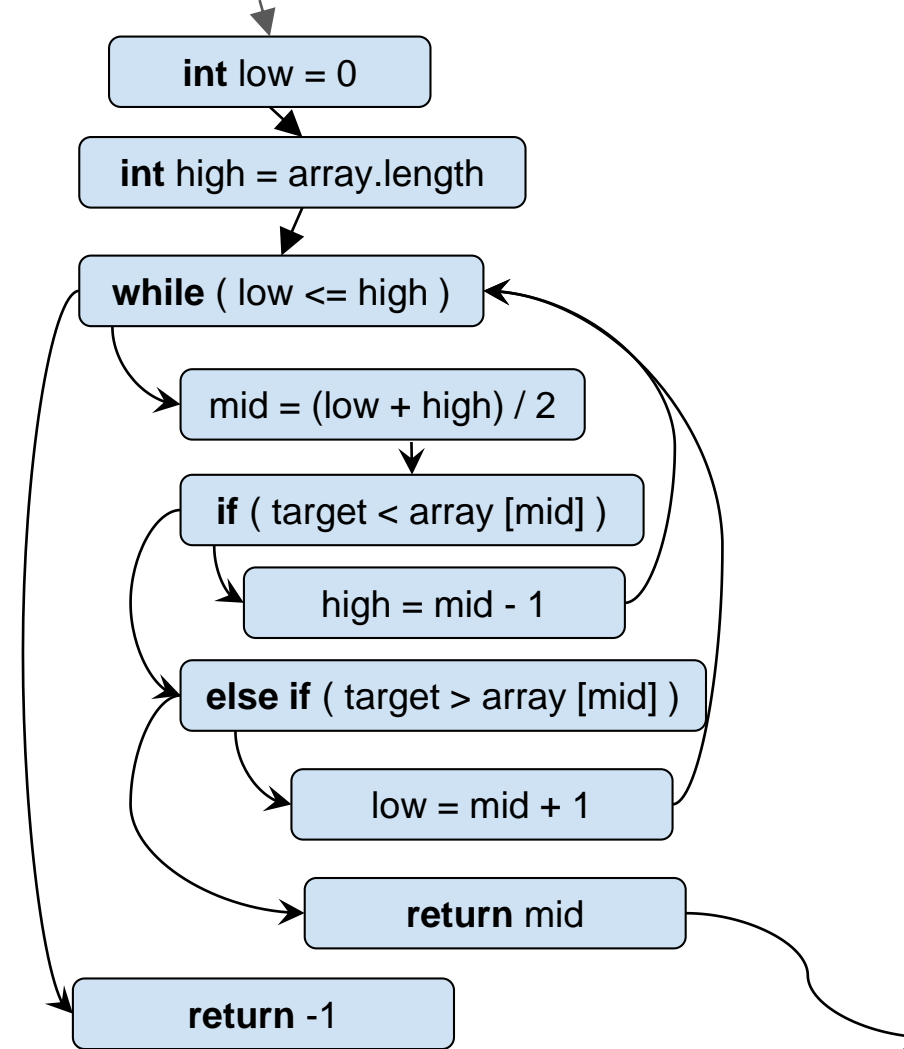 int low = 0
int high = array.length
while ( low <= high )
mid = (low + high) / 2
if ( target < array [mid] )
high = mid - 1
else if ( target > array [mid] )
low = mid + 1
return mid
return -1